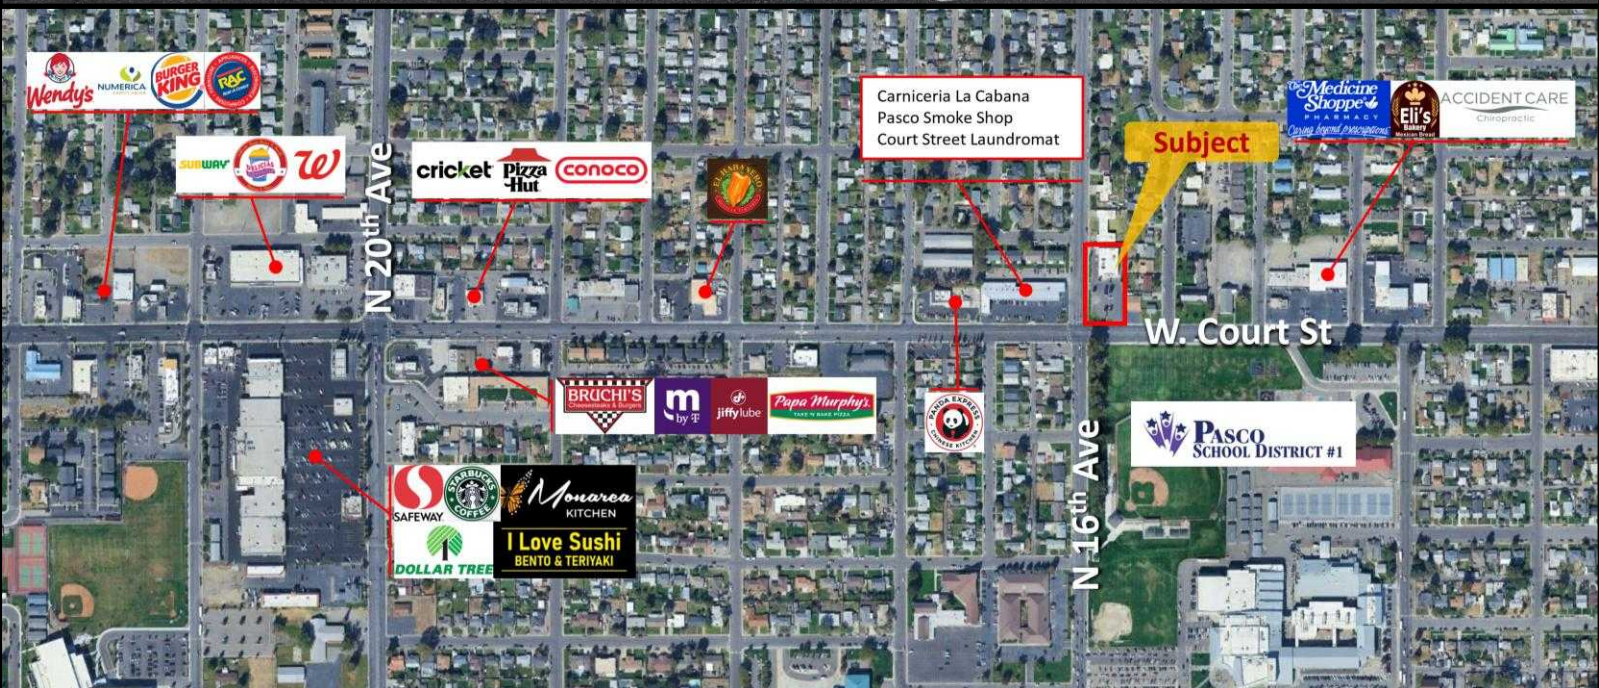 Wendy's
NUMERICA
BURGER
KING
RAC
SUBWAY
DELICIAS
W
N 20th Ave
cricket
Pizza
Hut
conoco
EL HABANERO
Carniceria La Cabana
Pasco Smoke Shop
Court Street Laundromat
Subject
The Medicine
Shoppe
PHARMACY
Caring beyond prescriptions
Eli's
Bakery
Mexican Bread
ACCIDENT CARE
Chiropractic
W. Court St
BRUCHI'S
Cheesesteaks & Burgers
m
by T
jiffy lube
Papa Murphy's
TAKE 'N' BAKE PIZZA
PANDA EXPRESS
CHINESE KITCHEN
PASCO
SCHOOL DISTRICT #1
N 16th Ave
SAFEWAY
STARBUCKS
COFFEE
Monarca
KITCHEN
DOLLAR TREE
I Love Sushi
BENTO & TERIYAKI